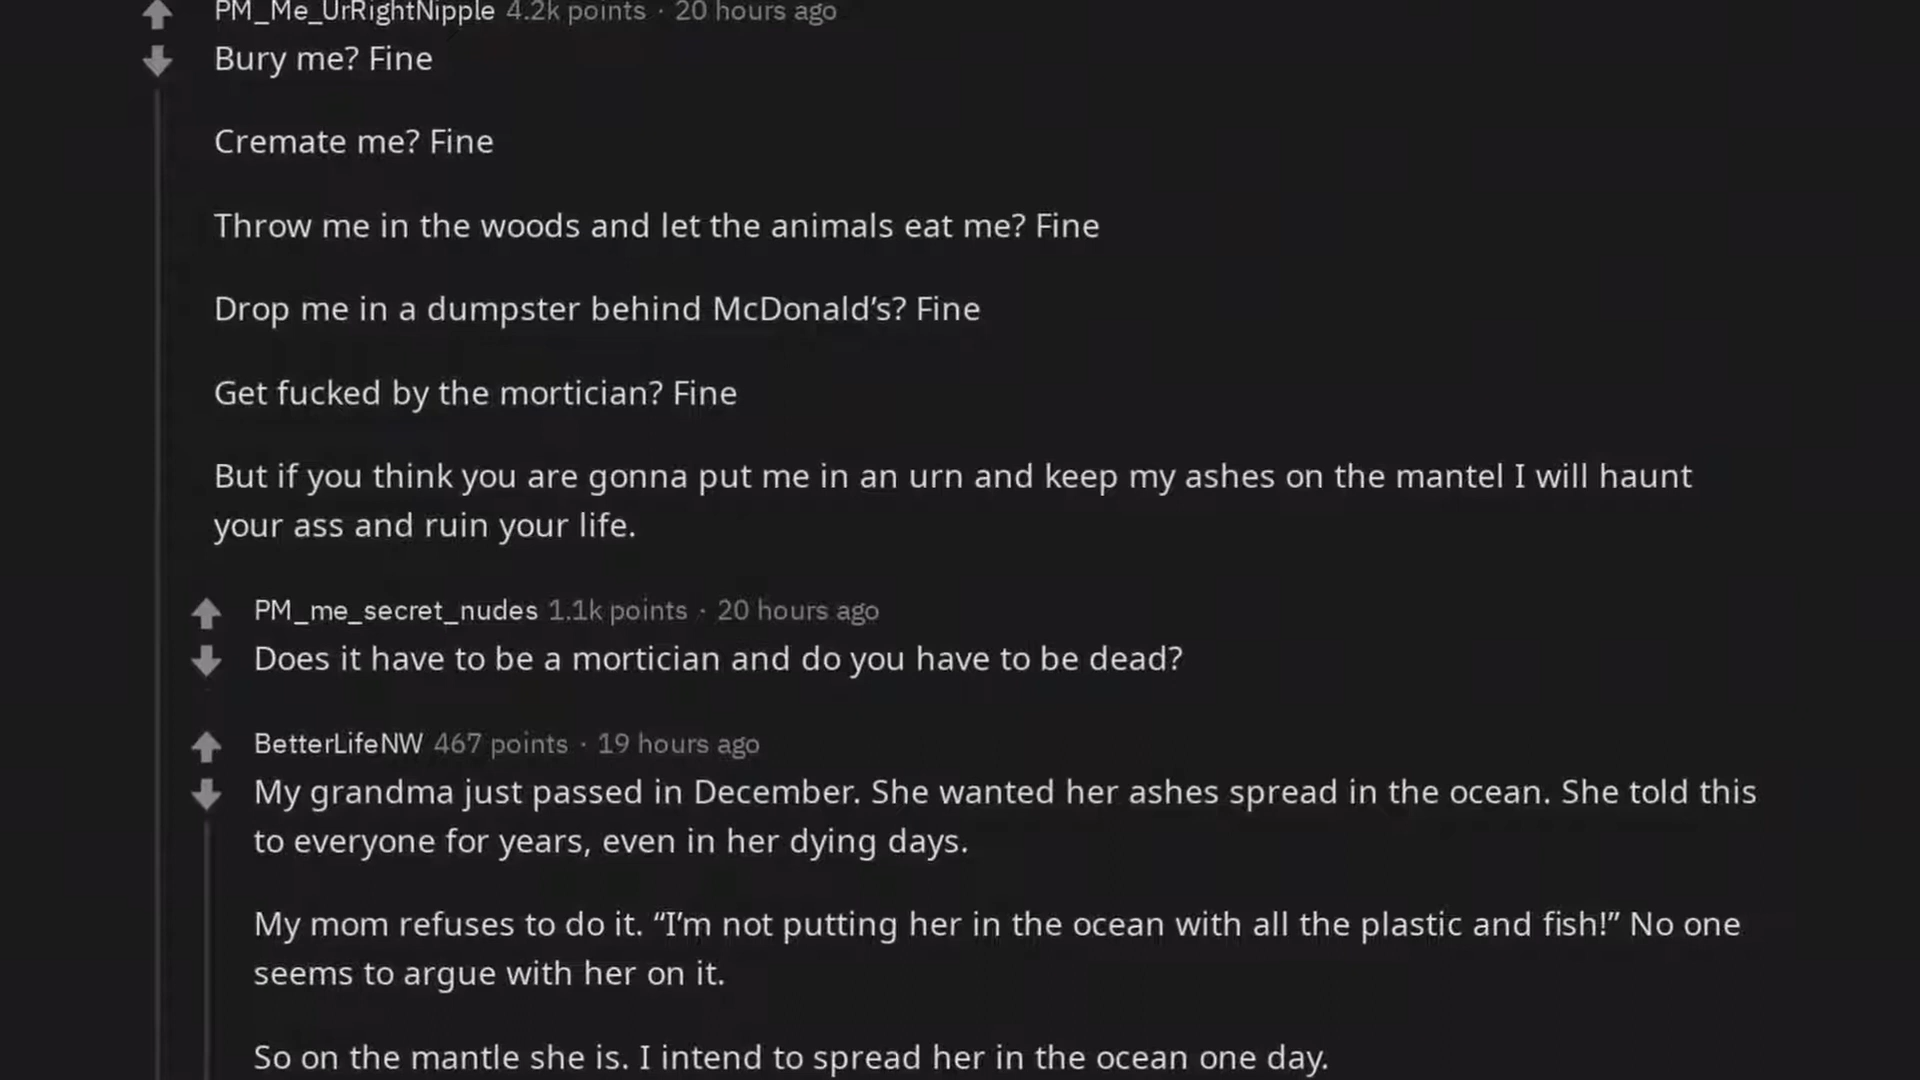 PM_Me_UrRightNipple 4.2k points · 20 hours ago
Bury me? Fine
Cremate me? Fine
Throw me in the woods and let the animals eat me? Fine
Drop me in a dumpster behind McDonald’s? Fine
Get fucked by the mortician? Fine
But if you think you are gonna put me in an urn and keep my ashes on the mantel I will haunt
your ass and ruin your life.
PM_me_secret_nudes 1.1k points · 20 hours ago
Does it have to be a mortician and do you have to be dead?
BetterLifeNW 467 points · 19 hours ago
My grandma just passed in December. She wanted her ashes spread in the ocean. She told this
to everyone for years, even in her dying days.
My mom refuses to do it. “I’m not putting her in the ocean with all the plastic and fish!” No one
seems to argue with her on it.
So on the mantle she is. I intend to spread her in the ocean one day.